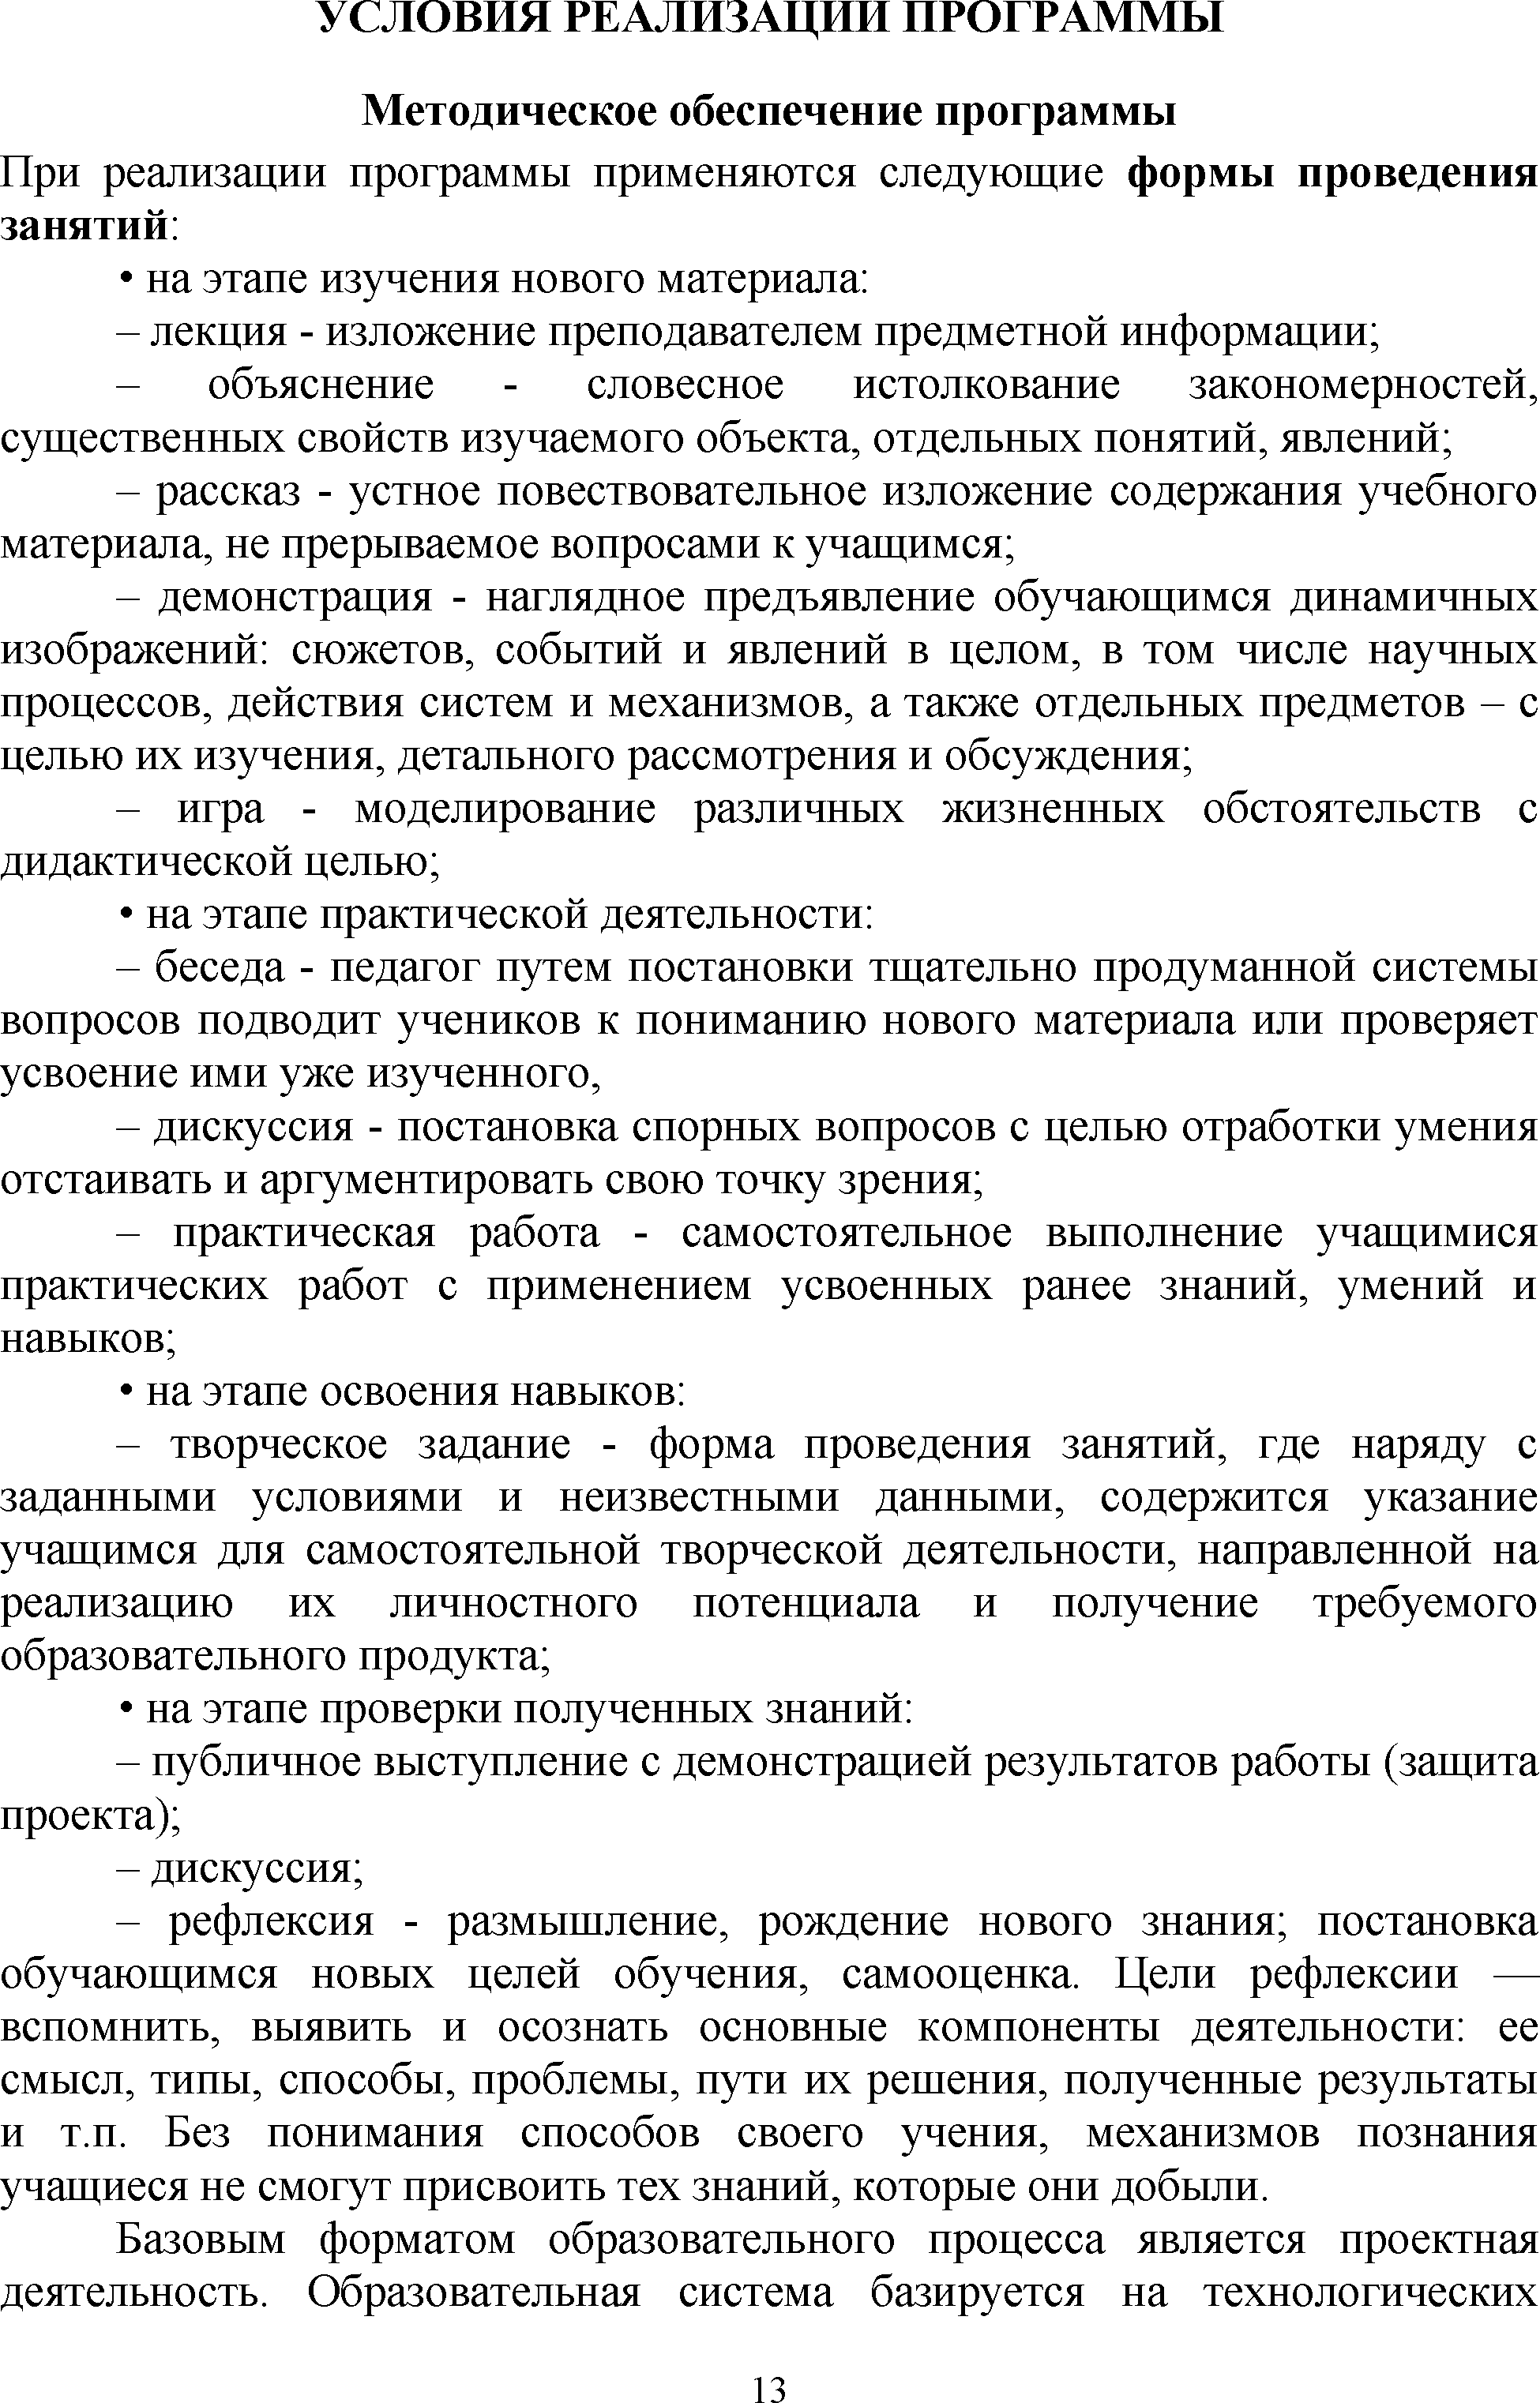 УСЛОВИЯ РЕАЛИЗАЦИИ ПРОГРАММЫ
Методическое обеспечение программы
При реализации программы применяются следующие формы проведения
занятий:
• на этапе изучения нового материала:
– лекция - изложение преподавателем предметной информации;
– объяснение - словесное истолкование закономерностей,
существенных свойств изучаемого объекта, отдельных понятий, явлений;
– рассказ - устное повествовательное изложение содержания учебного
материала, не прерываемое вопросами к учащимся;
– демонстрация - наглядное предъявление обучающимся динамичных
изображений: сюжетов, событий и явлений в целом, в том числе научных
процессов, действия систем и механизмов, а также отдельных предметов – с
целью их изучения, детального рассмотрения и обсуждения;
– игра - моделирование различных жизненных обстоятельств с
дидактической целью;
• на этапе практической деятельности:
– беседа - педагог путем постановки тщательно продуманной системы
вопросов подводит учеников к пониманию нового материала или проверяет
усвоение ими уже изученного,
– дискуссия - постановка спорных вопросов с целью отработки умения
отстаивать и аргументировать свою точку зрения;
– практическая работа - самостоятельное выполнение учащимися
практических работ с применением усвоенных ранее знаний, умений и
навыков;
• на этапе освоения навыков:
– творческое задание - форма проведения занятий, где наряду с
заданными условиями и неизвестными данными, содержится указание
учащимся для самостоятельной творческой деятельности, направленной на
реализацию их личностного потенциала и получение требуемого
образовательного продукта;
• на этапе проверки полученных знаний:
– публичное выступление с демонстрацией результатов работы (защита
проекта);
– дискуссия;
– рефлексия - размышление, рождение нового знания; постановка
обучающимся новых целей обучения, самооценка. Цели рефлексии —
вспомнить, выявить и осознать основные компоненты деятельности: ее
смысл, типы, способы, проблемы, пути их решения, полученные результаты
и т.п. Без понимания способов своего учения, механизмов познания
учащиеся не смогут присвоить тех знаний, которые они добыли.
Базовым форматом образовательного процесса является проектная
деятельность. Образовательная система базируется на технологических
13